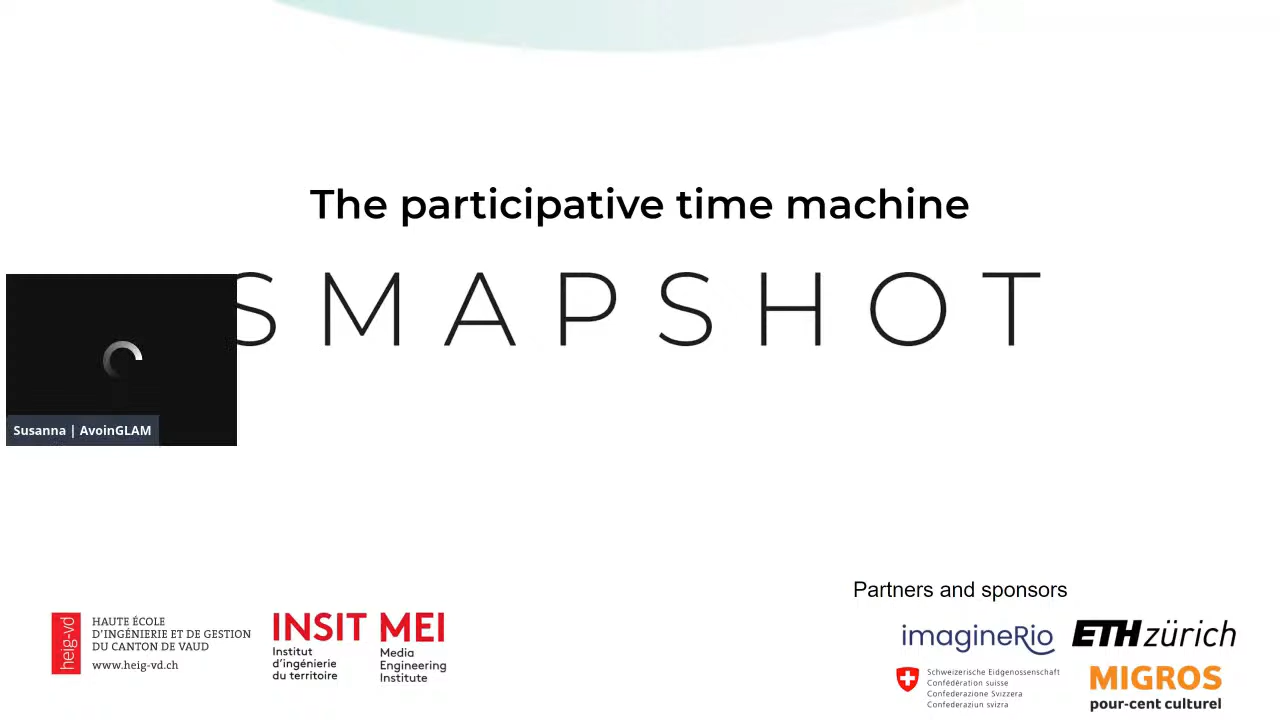 The participative time machine
SMAPSHOT
Susanna | AvoinGLAM
Partners and sponsors
heig-vd
HAUTE ÉCOLE
D'INGÉNIERIE ET DE GESTION
DU CANTON DE VAUD
www.heig-vd.ch
INSIT
Institut
d'ingénierie
du territoire
MEI
Media
Engineering
Institute
imagineRio
ETH zürich
Schweizerische Eidgenossenschaft
Confédération suisse
Confederazione Svizzera
Confederaziun svizra
MIGROS
pour-cent culturel